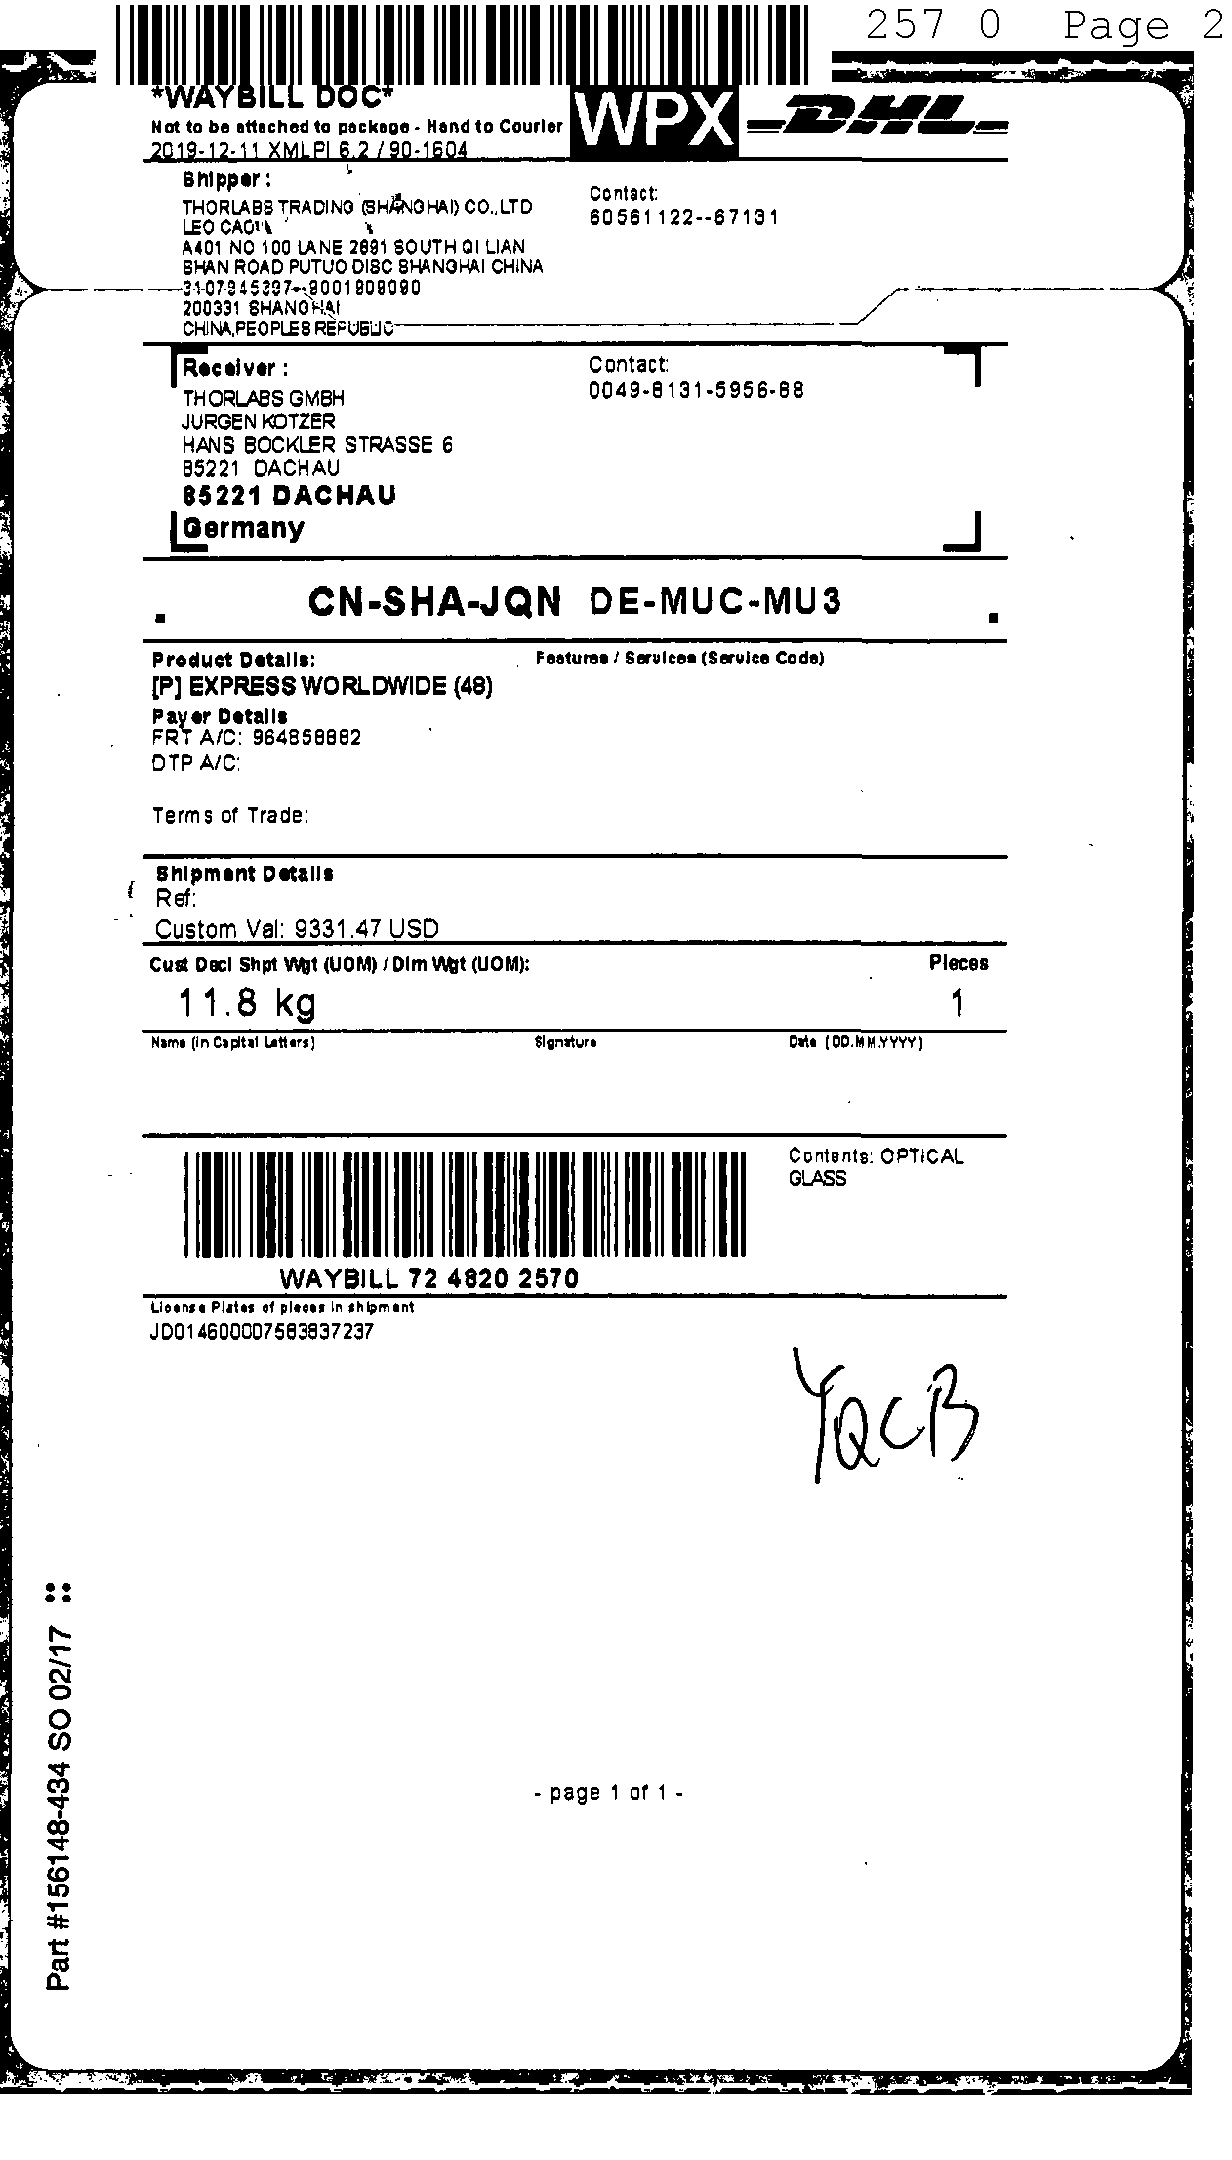 257 0 Page 2
*WAYBILL DOC*
Not to be attached to package - Hand to Courier
2019-12-11 XMLPI 6.2 / 90-1604
WPX
DHL
Shipper :
THORLABS TRADING (SHANGHAI) CO.,LTD
LEO CAO
A401 NO 100 LANE 2891 SOUTH QI LIAN
SHAN ROAD PUTUO DISC SHANGHAI CHINA
200331 SHANGHAI
CHINA,PEOPLES REPUBLIC
Contact:
60561122--67131
Receiver :
THORLABS GMBH
JURGEN KOTZER
HANS BOCKLER STRASSE 6
85221 DACHAU
85221 DACHAU
Germany
Contact:
0049-8131-5956-88
CN-SHA-JQN DE-MUC-MU3
Product Details:
Features / Services (Service Code)
[P] EXPRESS WORLDWIDE (48)
Payer Details
FRT A/C: 964858882
DTP A/C:
Terms of Trade:
Shipment Details
Ref:
Custom Val: 9331.47 USD
Cust Decl Shpt Wgt (UOM) / Dim Wgt (UOM):
Pieces
11.8 kg
1
Name (in Capital Letters)
Signature
Date (DD.MM.YYYY)
Contents: OPTICAL
GLASS
WAYBILL 72 4820 2570
License Plates of pieces in shipment
JD014600007583837237
YQCB
Part #156148-434 SO 02/17
- page 1 of 1 -